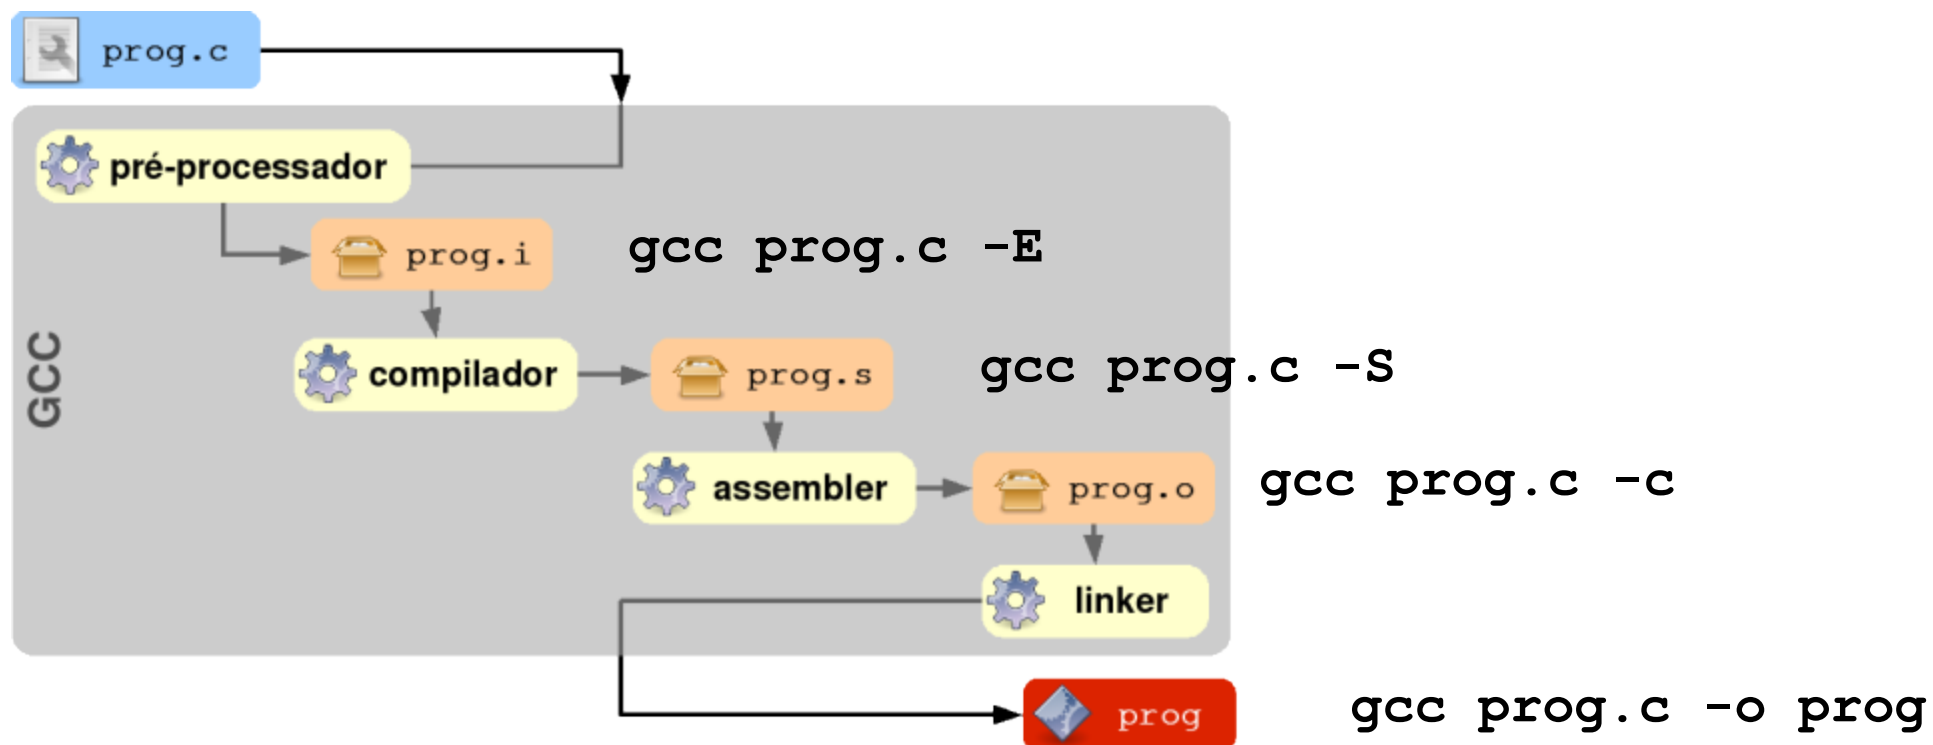 prog.c
pré-processador
prog.i
gcc prog.c -E
GCC
compilador
prog.s
gcc prog.c -S
assembler
prog.o
gcc prog.c -c
linker
prog
gcc prog.c -o prog